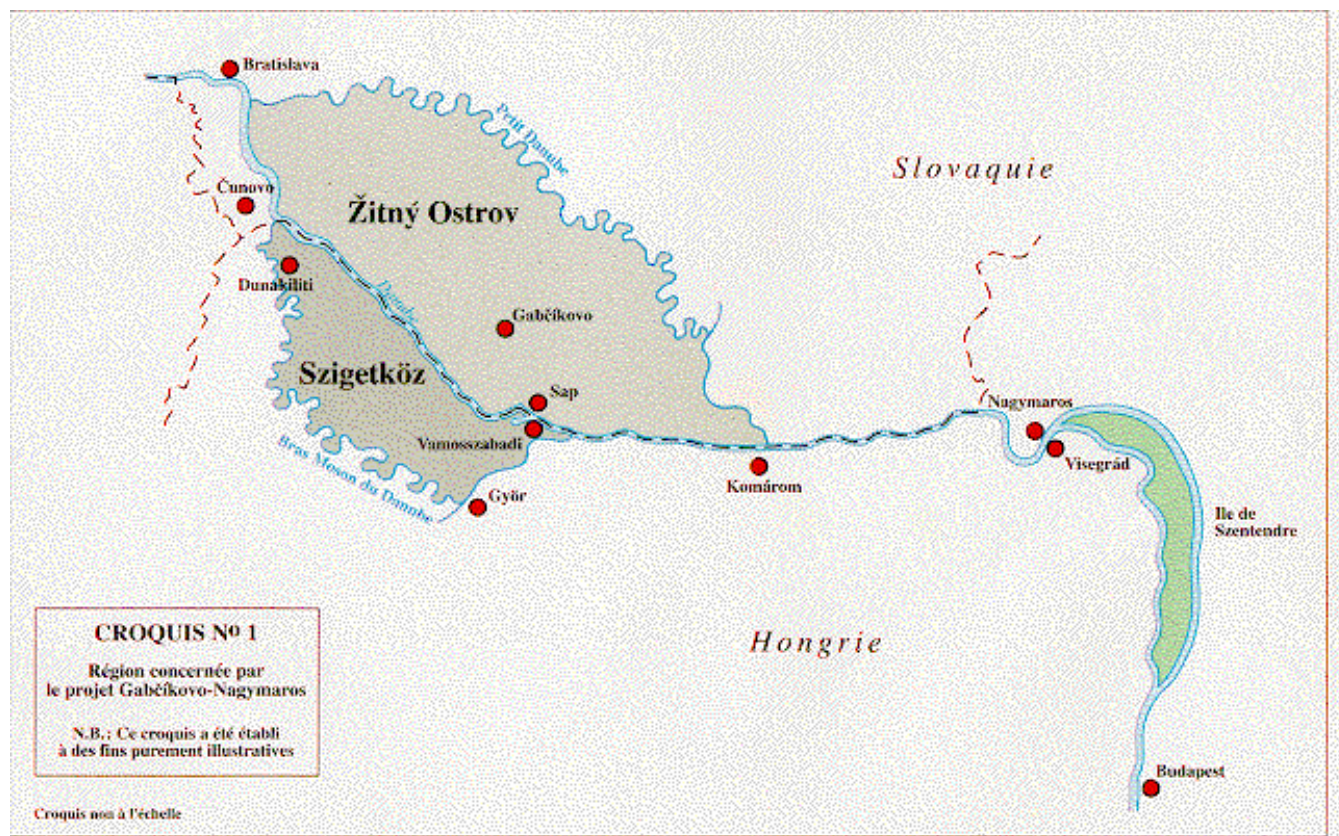 Bratislava
Petit Danube
Slovaquie
Čunovo
Žitný Ostrov
Dunakiliti
Danube
Gabčíkovo
Szigetköz
Sap
Nagymaros
Vamosszabadi
Visegrád
Bras Moson du Danube
Komárom
Györ
Ile de
Szentendre
Hongrie
CROQUIS No 1
Région concernée par
le projet Gabčíkovo-Nagymaros
N.B.: Ce croquis a été établi
à des fins purement illustratives
Budapest
Croquis non à l'échelle